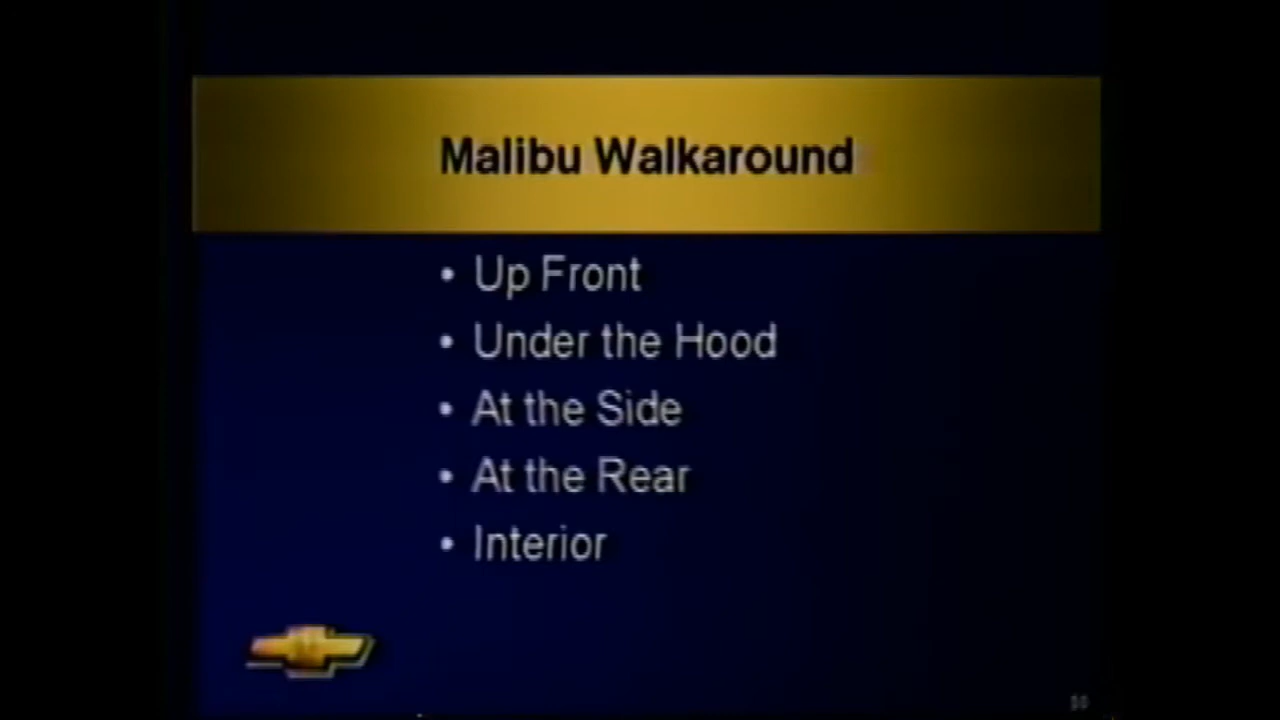 Malibu Walkaround
• Up Front
• Under the Hood
• At the Side
• At the Rear
• Interior